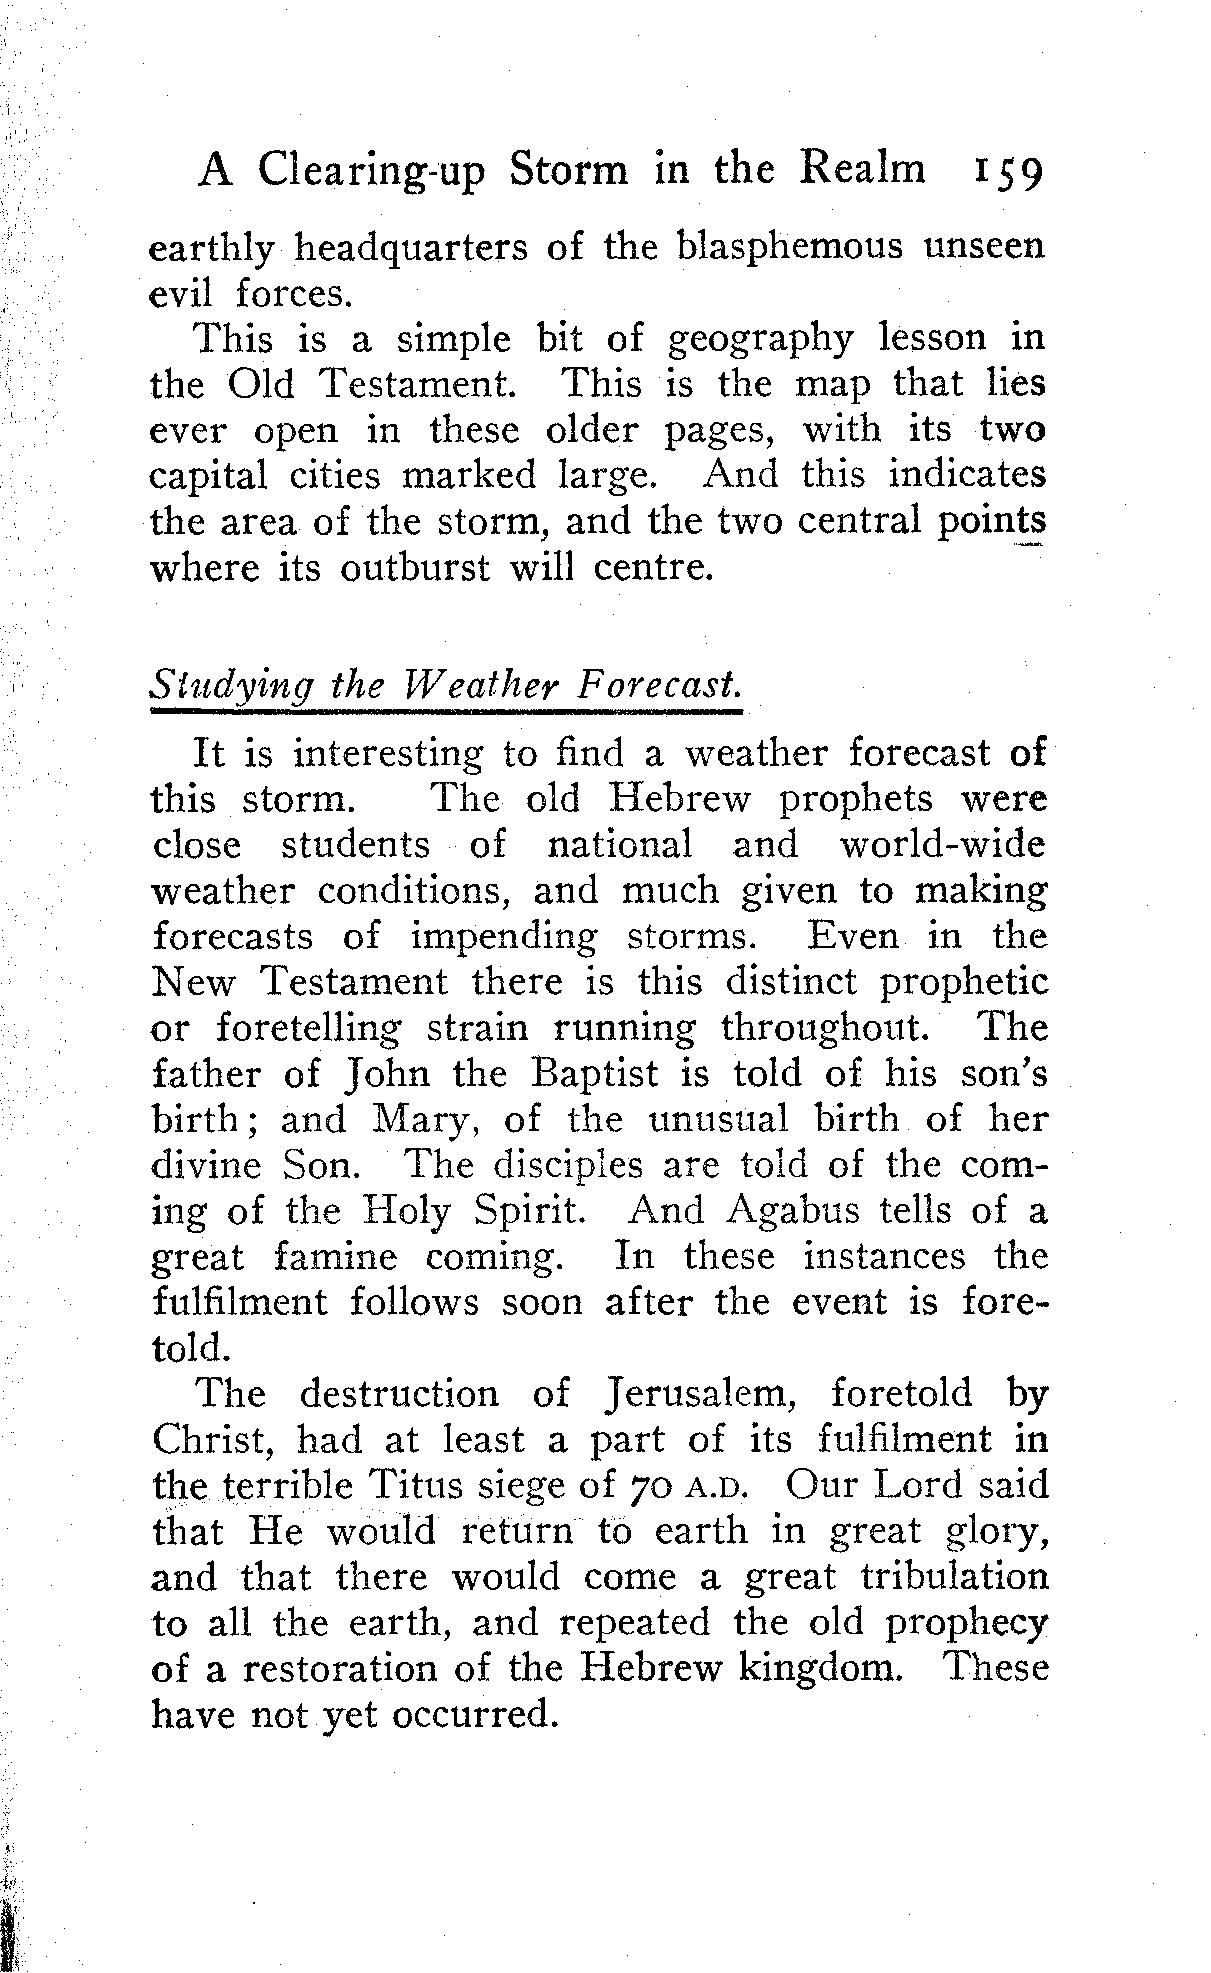 A Clearing-up Storm in the Realm 159
earthly headquarters of the blasphemous unseen
evil forces.
This is a simple bit of geography lesson in
the Old Testament. This is the map that lies
ever open in these older pages, with its two
capital cities marked large. And this indicates
the area of the storm, and the two central points
where its outburst will centre.
Studying the Weather Forecast.
It is interesting to find a weather forecast of
this storm. The old Hebrew prophets were
close students of national and world-wide
weather conditions, and much given to making
forecasts of impending storms. Even in the
New Testament there is this distinct prophetic
or foretelling strain running throughout. The
father of John the Baptist is told of his son's
birth; and Mary, of the unusual birth of her
divine Son. The disciples are told of the com-
ing of the Holy Spirit. And Agabus tells of a
great famine coming. In these instances the
fulfilment follows soon after the event is fore-
told.
The destruction of Jerusalem, foretold by
Christ, had at least a part of its fulfilment in
the terrible Titus siege of 70 A.D. Our Lord said
that He would return to earth in great glory,
and that there would come a great tribulation
to all the earth, and repeated the old prophecy
of a restoration of the Hebrew kingdom. These
have not yet occurred.